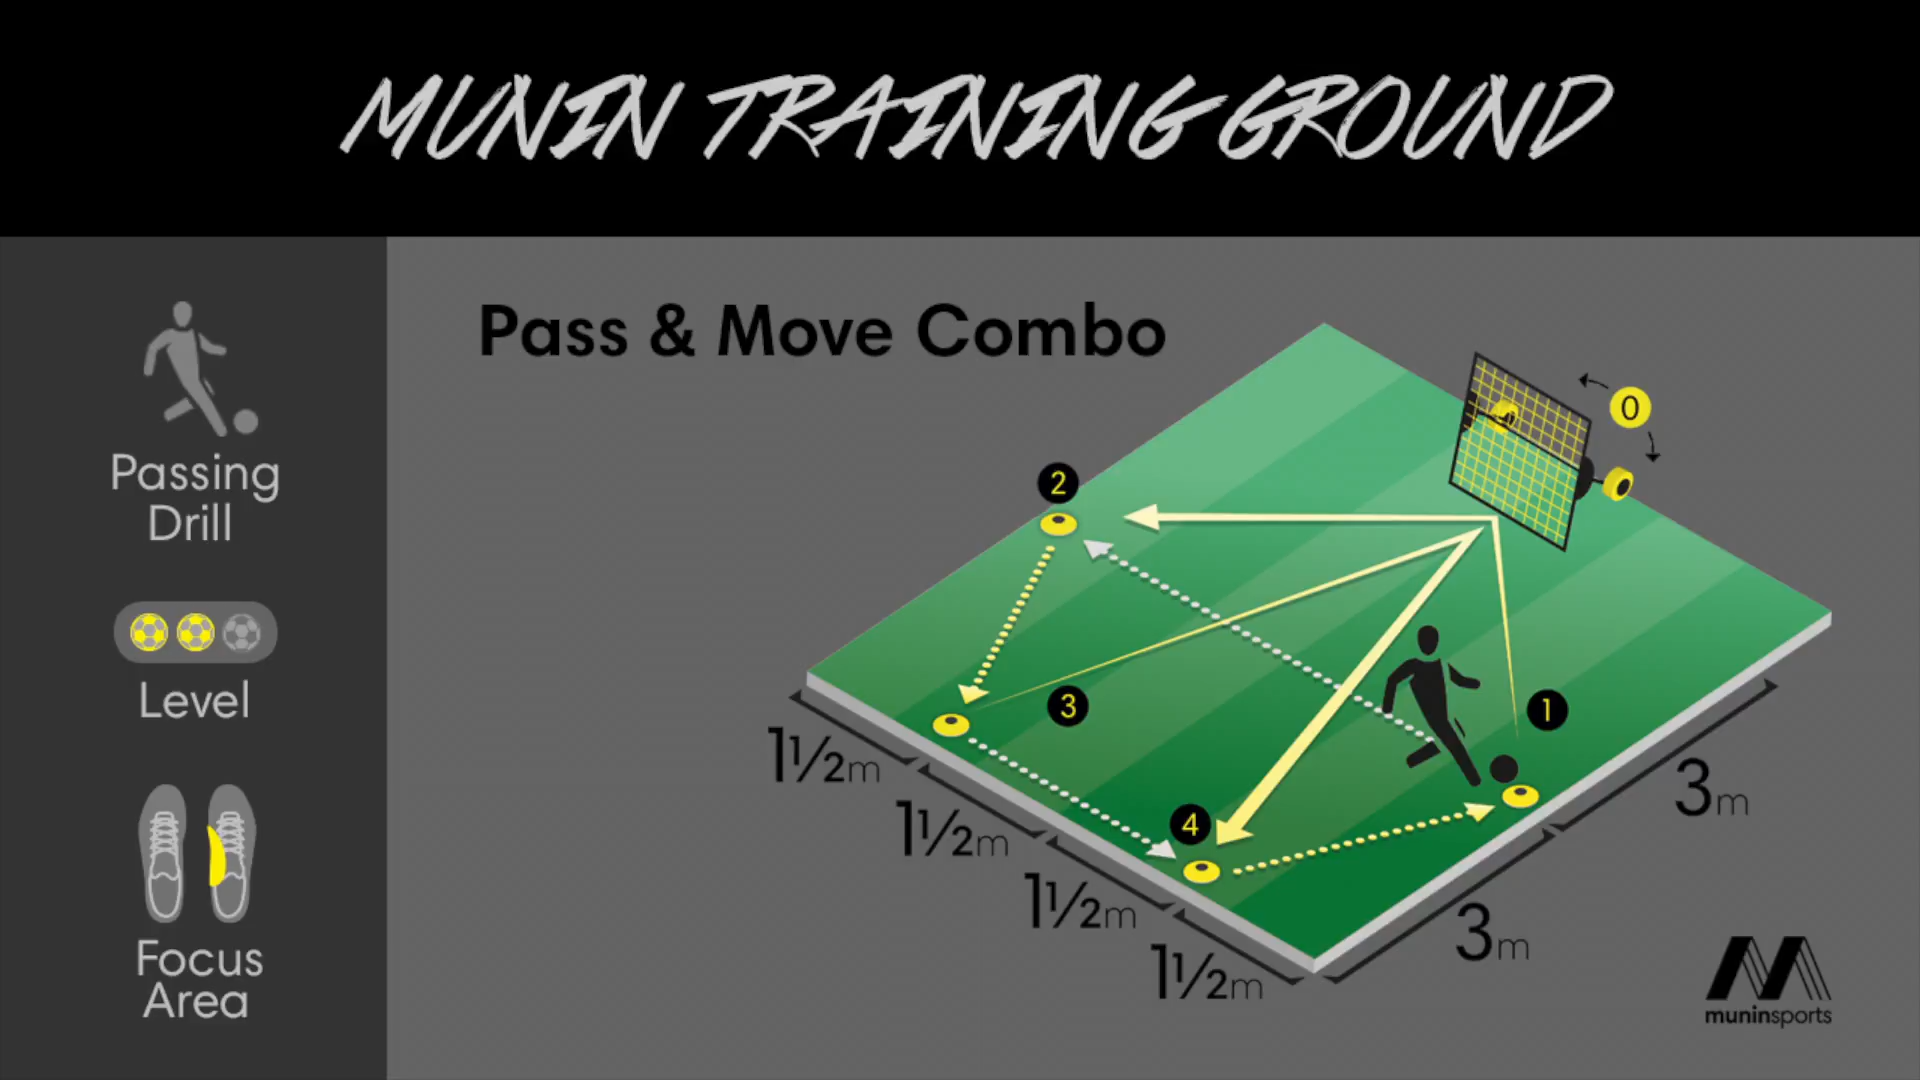 MUNIN TRAINING GROUND
Pass & Move Combo
Passing
Drill
Level
Focus
Area
0
2
3
1
4
1½m
1½m
1½m
1½m
3m
3m
muninsports